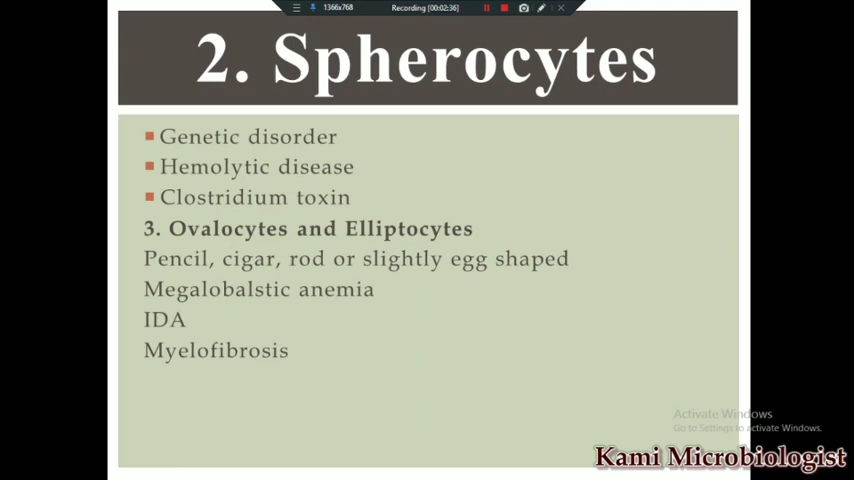 1366x768
Recording [00:02:36]
2. Spherocytes
Genetic disorder
Hemolytic disease
Clostridium toxin
3. Ovalocytes and Elliptocytes
Pencil, cigar, rod or slightly egg shaped
Megalobalstic anemia
IDA
Myelofibrosis
Activate Windows
Go to Settings to activate Windows.
Kami Microbiologist